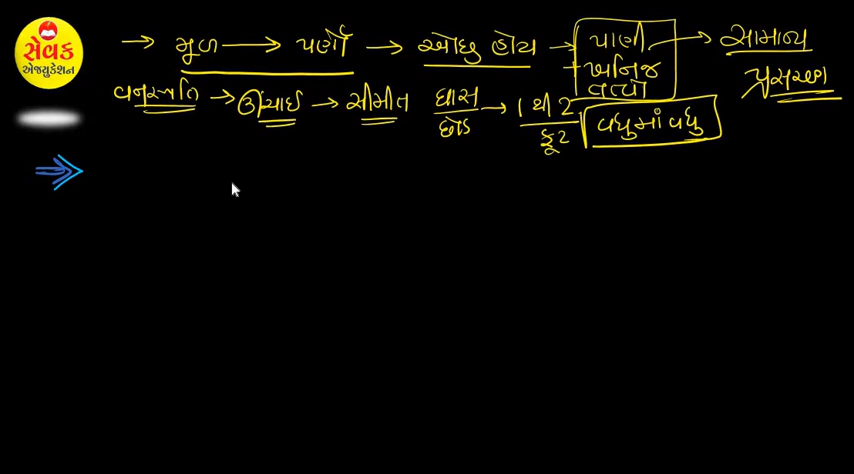 સેવક
એજ્યુકેશન
→ મૂળ → પર્ણો → ઓછુ હોય → પાણી + ખનિજ તત્વો → સામાન્ય પ્રસરણ
વનસ્પતિ → ઊંચાઈ → સીમીત ઘાસ છોડ → 1 થી 2 ફૂટ વધુમાં વધુ